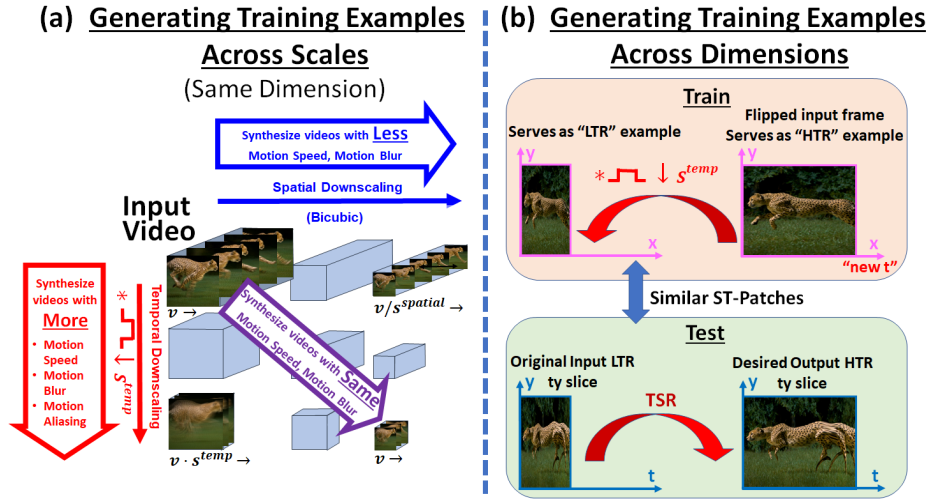 (a) Generating Training Examples
Across Scales
(Same Dimension)
Synthesize videos with Less
Motion Speed, Motion Blur
Spatial Downscaling
(Bicubic)
Input
Video
Synthesize
videos with
More
• Motion
Speed
• Motion
Blur
• Motion
Aliasing
Temporal Downscaling
* ↓ s^{temp}
v →
v/s^{spatial} →
Synthesize videos with Same
Motion Speed, Motion Blur
v · s^{temp} →
v →
(b) Generating Training Examples
Across Dimensions
Train
Flipped input frame
Serves as “LTR” example
Serves as “HTR” example
y
* ↓ s^{temp}
y
x
x
“new t”
Similar ST-Patches
Test
Original Input LTR
ty slice
Desired Output HTR
ty slice
y
TSR
y
t
t